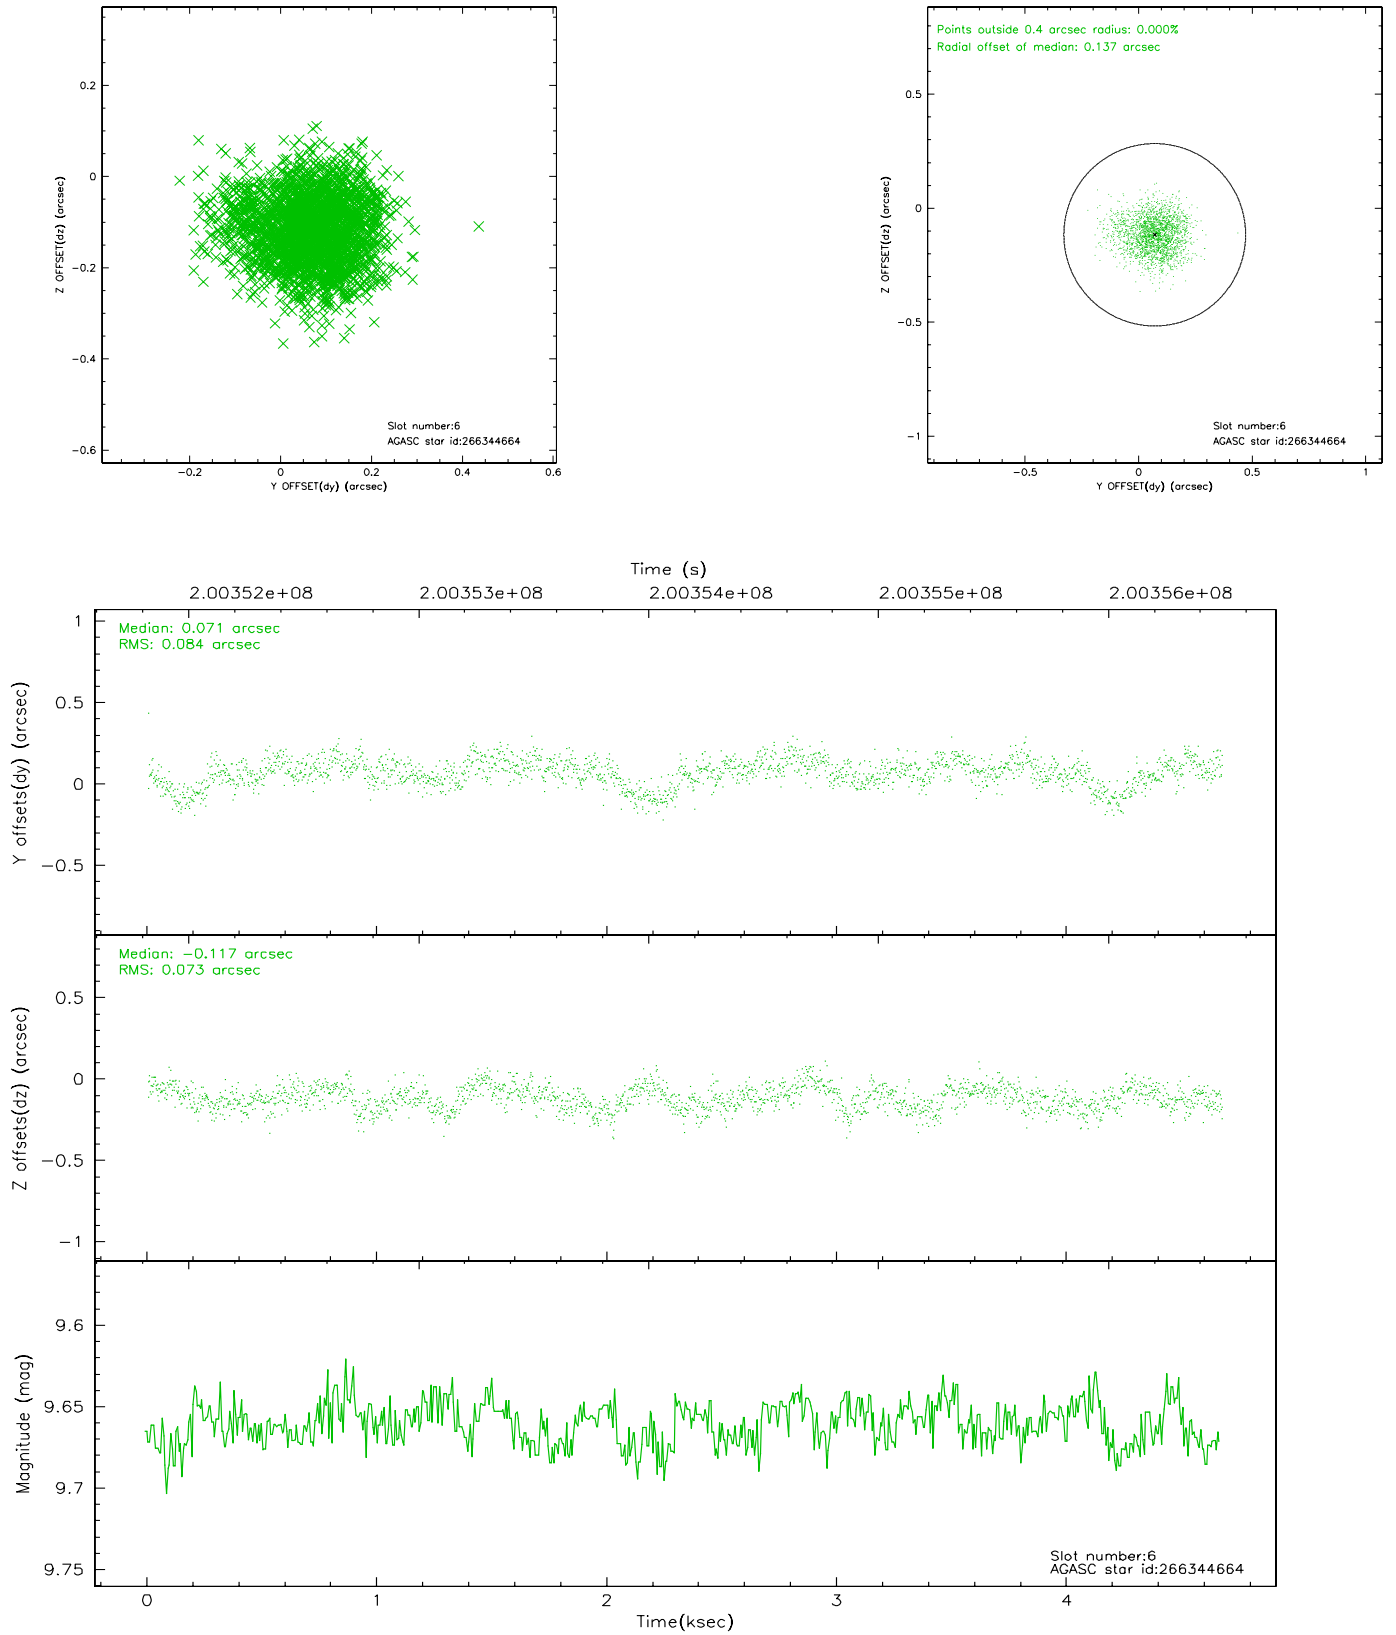 0.2
0
−0.2
−0.4
−0.6
Z OFFSET(dz) (arcsec)
−0.2 0 0.2 0.4 0.6
Y OFFSET(dy) (arcsec)
Slot number:6
AGASC star id:266344664
Points outside 0.4 arcsec radius: 0.000%
Radial offset of median: 0.137 arcsec
0.5
0
−0.5
−1
Z OFFSET(dz) (arcsec)
−0.5 0 0.5 1
Y OFFSET(dy) (arcsec)
Slot number:6
AGASC star id:266344664
Time (s)
2.00352e+08 2.00353e+08 2.00354e+08 2.00355e+08 2.00356e+08
Median: 0.071 arcsec
RMS: 0.084 arcsec
1
0.5
0
−0.5
Y offsets(dy) (arcsec)
Median: −0.117 arcsec
RMS: 0.073 arcsec
0.5
0
−0.5
−1
Z offsets(dz) (arcsec)
9.6
9.65
9.7
9.75
Magnitude (mag)
Slot number:6
AGASC star id:266344664
0 1 2 3 4
Time(ksec)